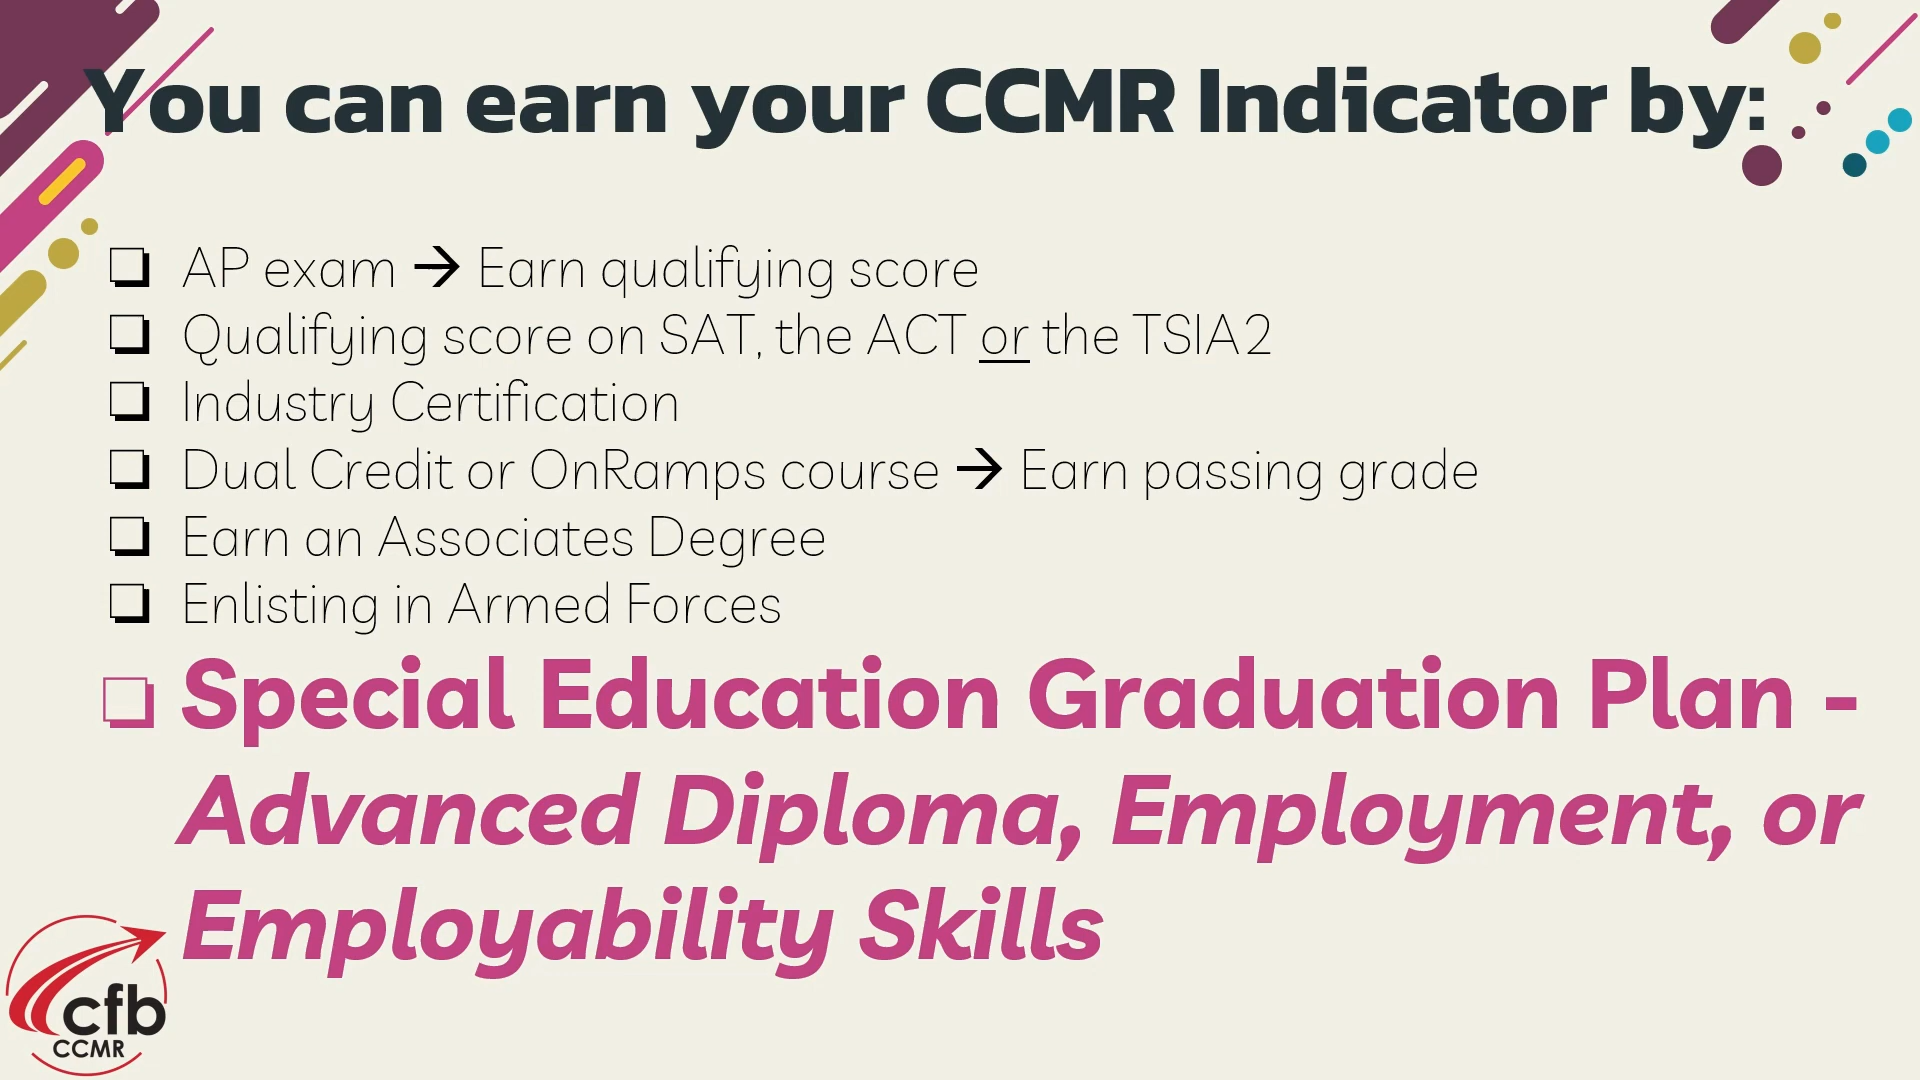 You can earn your CCMR Indicator by:
❏ AP exam → Earn qualifying score
❏ Qualifying score on SAT, the ACT or the TSIA2
❏ Industry Certification
❏ Dual Credit or OnRamps course → Earn passing grade
❏ Earn an Associates Degree
❏ Enlisting in Armed Forces
❏ Special Education Graduation Plan -
Advanced Diploma, Employment, or
Employability Skills
cfb
CCMR